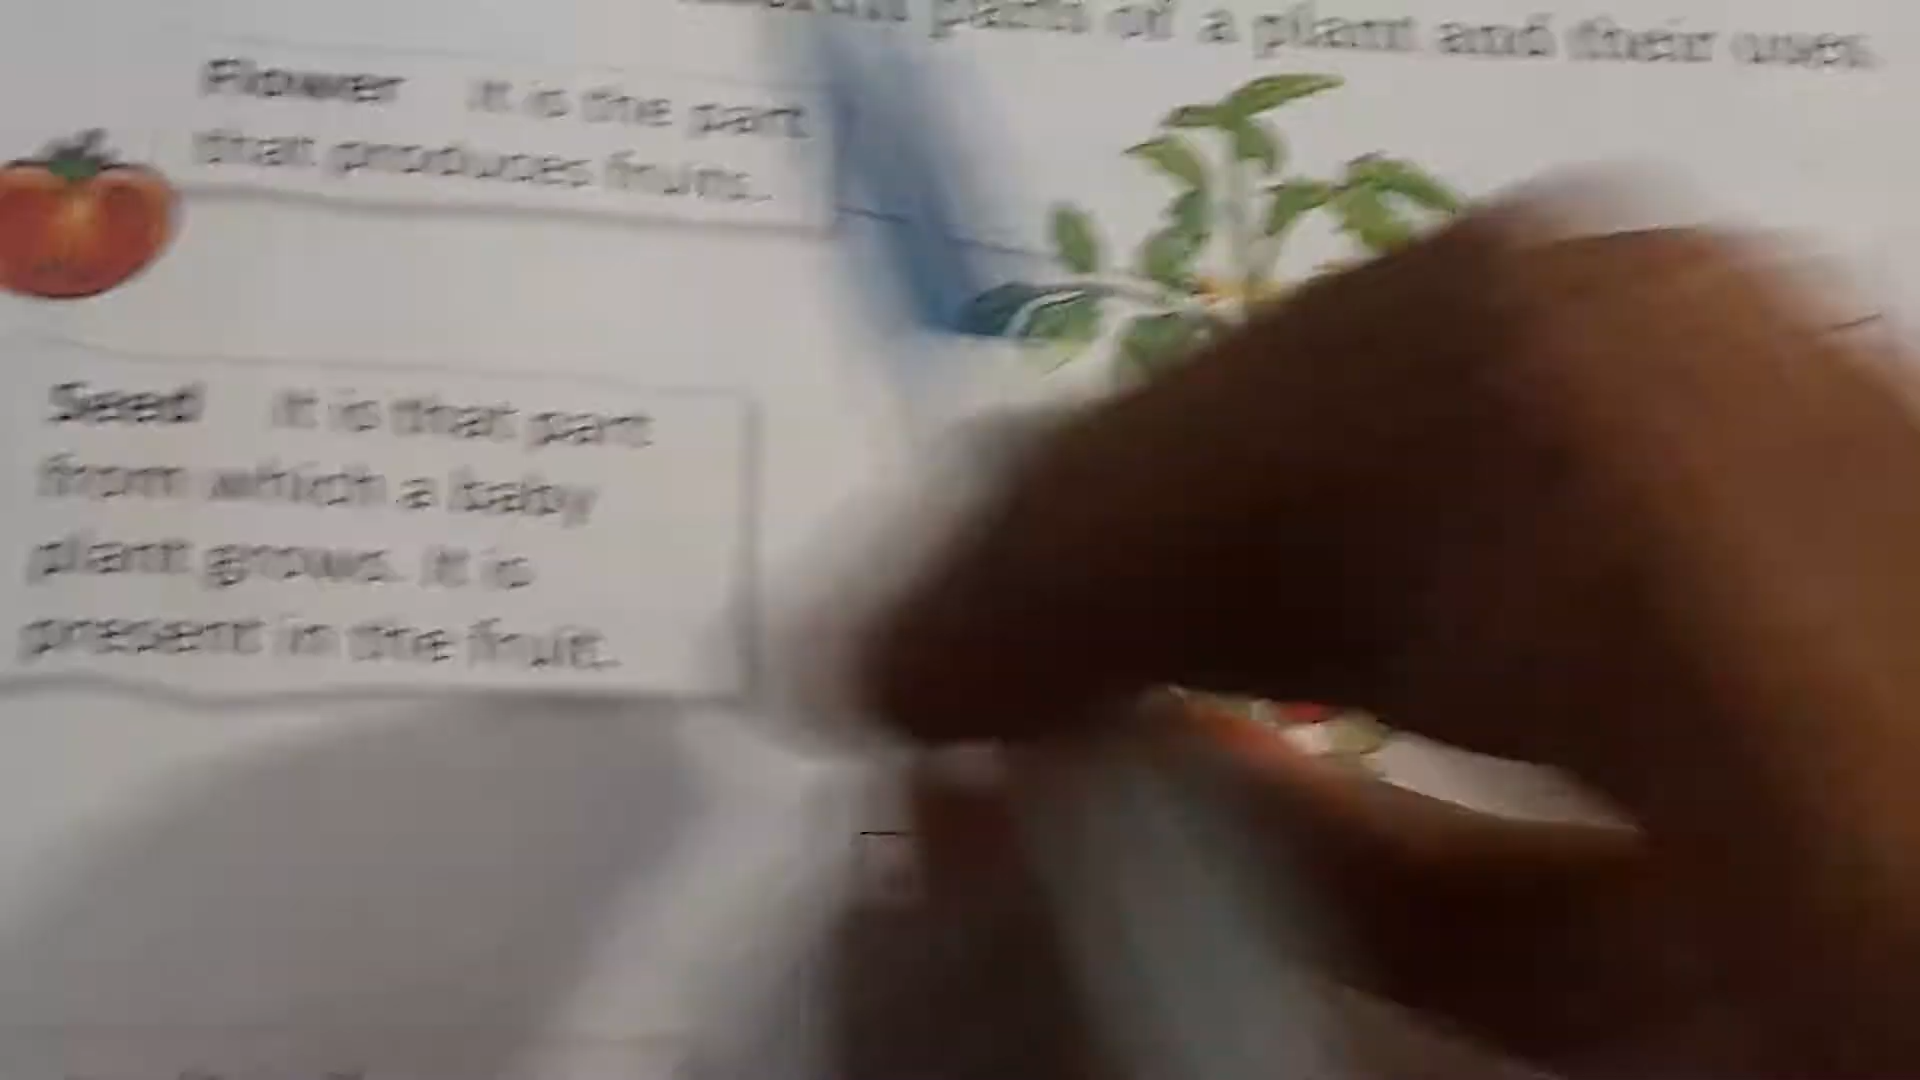 parts of a plant and their uses.
Flower It is the part
that produces fruits.
Seed It is that part
from which a baby
plant grows. It is
present in the fruit.